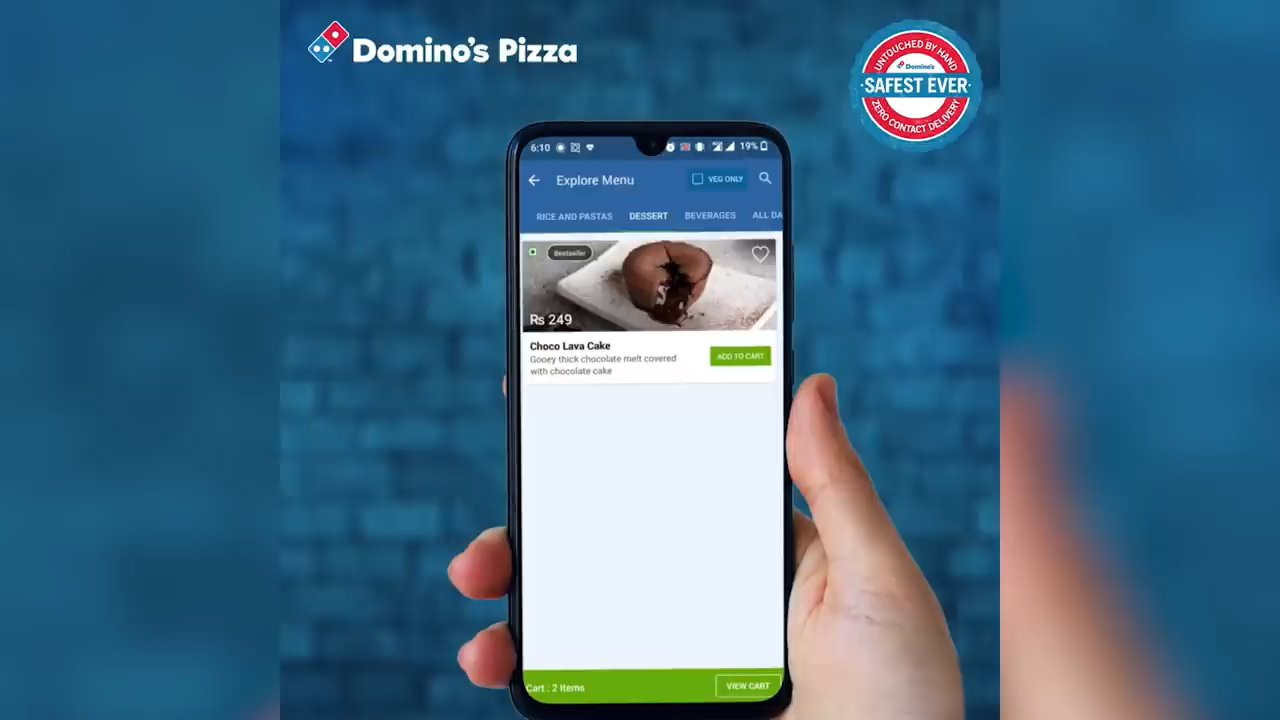 Domino's Pizza
UNTOUCHED BY HAND
Domino's
SAFEST EVER
ZERO CONTACT DELIVERY
6:10
19%
Explore Menu
VEG ONLY
RICE AND PASTAS DESSERT BEVERAGES ALL DA
Bestseller
Rs 249
Choco Lava Cake
Gooey thick chocolate melt covered
with chocolate cake
ADD TO CART
Cart : 2 Items
VIEW CART